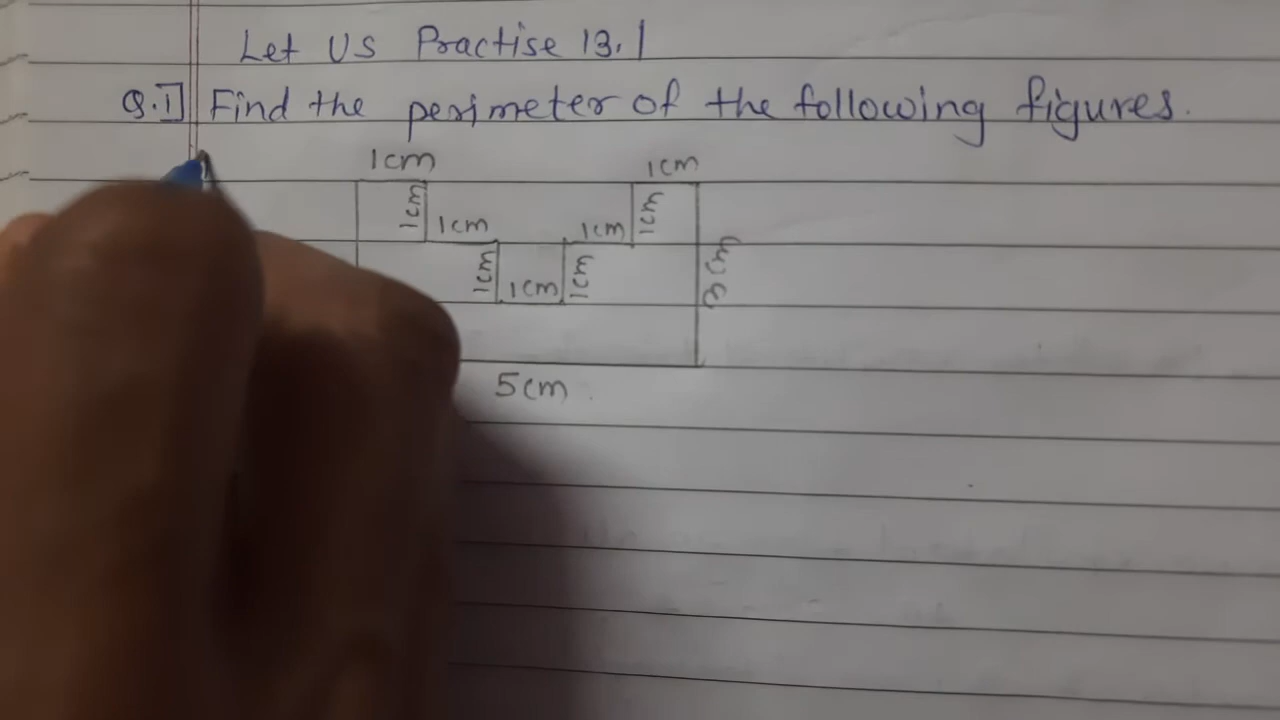 Let Us Practise 13.1
Q.1] Find the perimeter of the following figures.
1cm 1cm
1cm 1cm 1cm 1cm
1cm 1cm 1cm 3cm
5cm